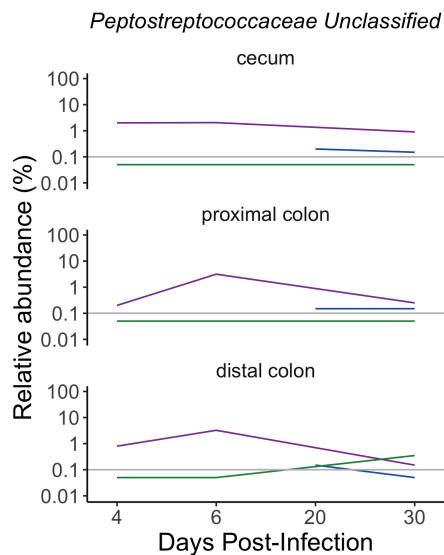 Peptostreptococcaceae Unclassified
cecum
100
10
1
0.1
0.01
proximal colon
100
10
1
0.1
0.01
distal colon
100
10
1
0.1
0.01
Relative abundance (%)
4 6 20 30
Days Post-Infection